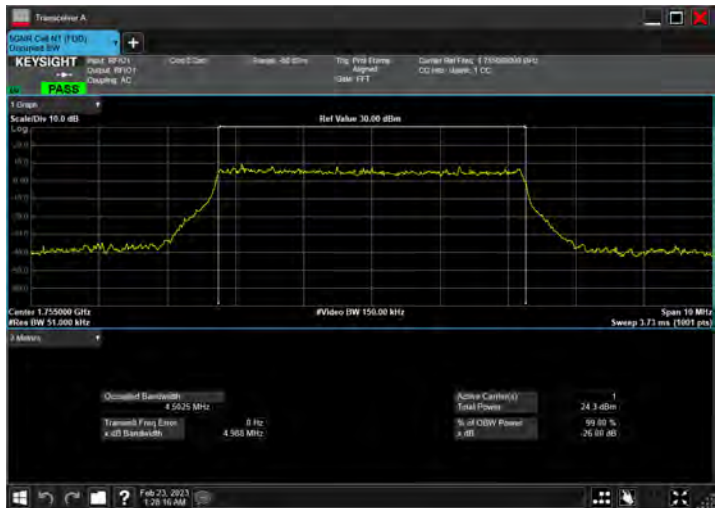 Transceiver A
5GNR Cell NT (FDD)
Occupied BW
KEYSIGHT
Input: RFIO1
Output: RFIO1
Coupling: AC
Trig: Prds Frame
Aligned
Gate: FFT
PASS
1 Graph
Scale/Div 10.0 dB
Ref Value 30.00 dBm
Log
Center 1.755000 GHz
#Video BW 150.00 kHz
Span 10 MHz
#Res BW 51.000 kHz
Sweep 3.73 ms (1001 pts)
2 Metrics
Occupied Bandwidth
4.5025 MHz
Transmit Freq Error
0 Hz
x dB Bandwidth
4.988 MHz
Active Carrier(s)
1
Total Power
24.3 dBm
% of OBW Power
99.00 %
x dB
-26.00 dB
Feb 23, 2023
1:28:16 AM